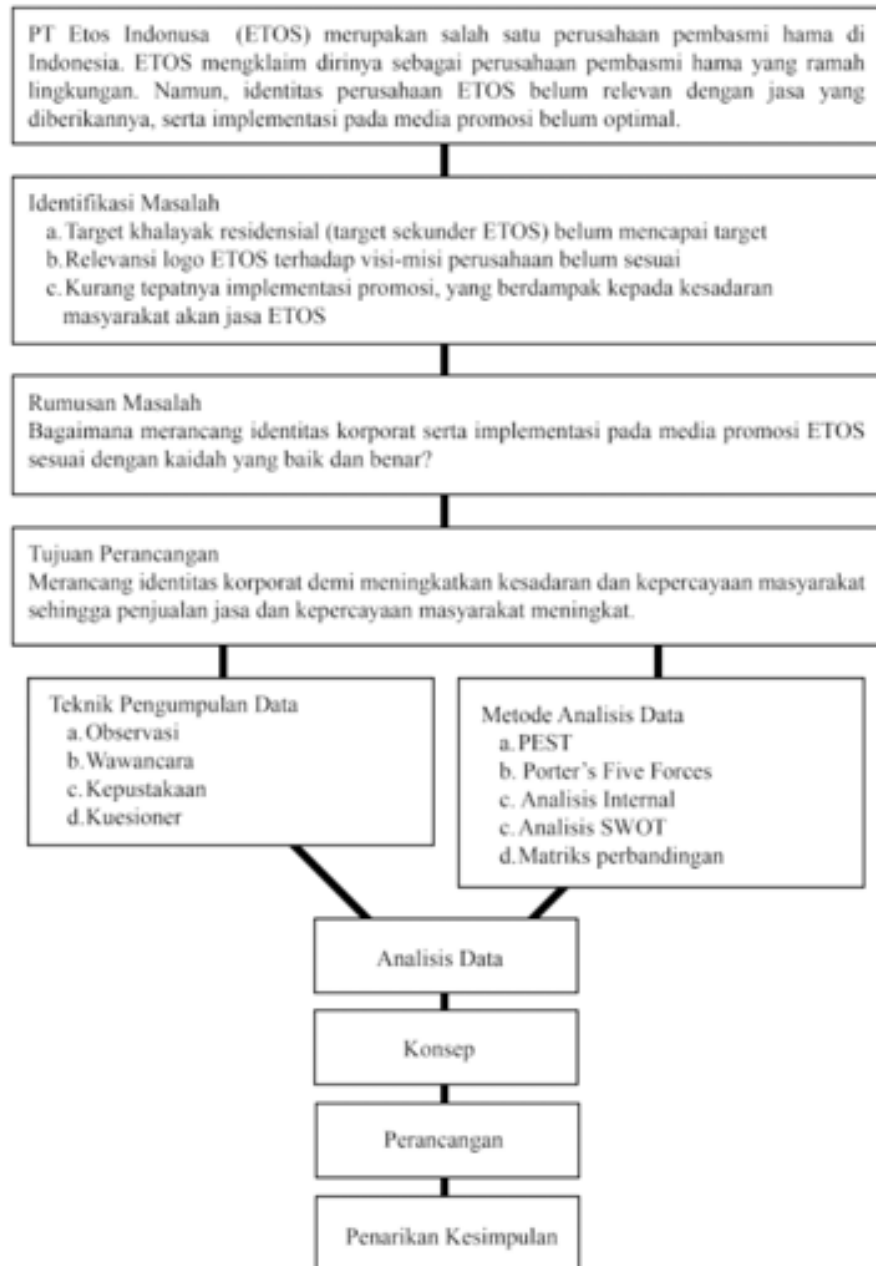 PT Etos Indonusa (ETOS) merupakan salah satu perusahaan pembasmi hama di
Indonesia. ETOS mengklaim dirinya sebagai perusahaan pembasmi hama yang ramah
lingkungan. Namun, identitas perusahaan ETOS belum relevan dengan jasa yang
diberikannya, serta implementasi pada media promosi belum optimal.
Identifikasi Masalah
a. Target khalayak residensial (target sekunder ETOS) belum mencapai target
b. Relevansi logo ETOS terhadap visi-misi perusahaan belum sesuai
c. Kurang tepatnya implementasi promosi, yang berdampak kepada kesadaran
masyarakat akan jasa ETOS
Rumusan Masalah
Bagaimana merancang identitas korporat serta implementasi pada media promosi ETOS
sesuai dengan kaidah yang baik dan benar?
Tujuan Perancangan
Merancang identitas korporat demi meningkatkan kesadaran dan kepercayaan masyarakat
sehingga penjualan jasa dan kepercayaan masyarakat meningkat.
Teknik Pengumpulan Data
a. Observasi
b. Wawancara
c. Kepustakaan
d. Kuesioner
Metode Analisis Data
a. PEST
b. Porter's Five Forces
c. Analisis Internal
c. Analisis SWOT
d. Matriks perbandingan
Analisis Data
Konsep
Perancangan
Penarikan Kesimpulan